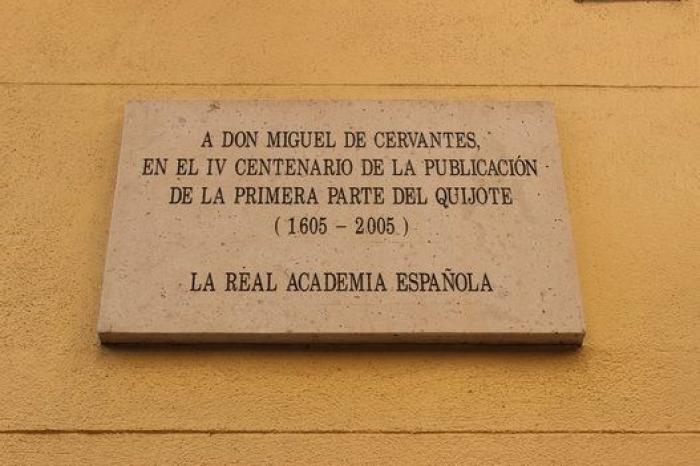 A DON MIGUEL DE CERVANTES,
EN EL IV CENTENARIO DE LA PUBLICACIÓN
DE LA PRIMERA PARTE DEL QUIJOTE
( 1605 – 2005 )
LA REAL ACADEMIA ESPAÑOLA